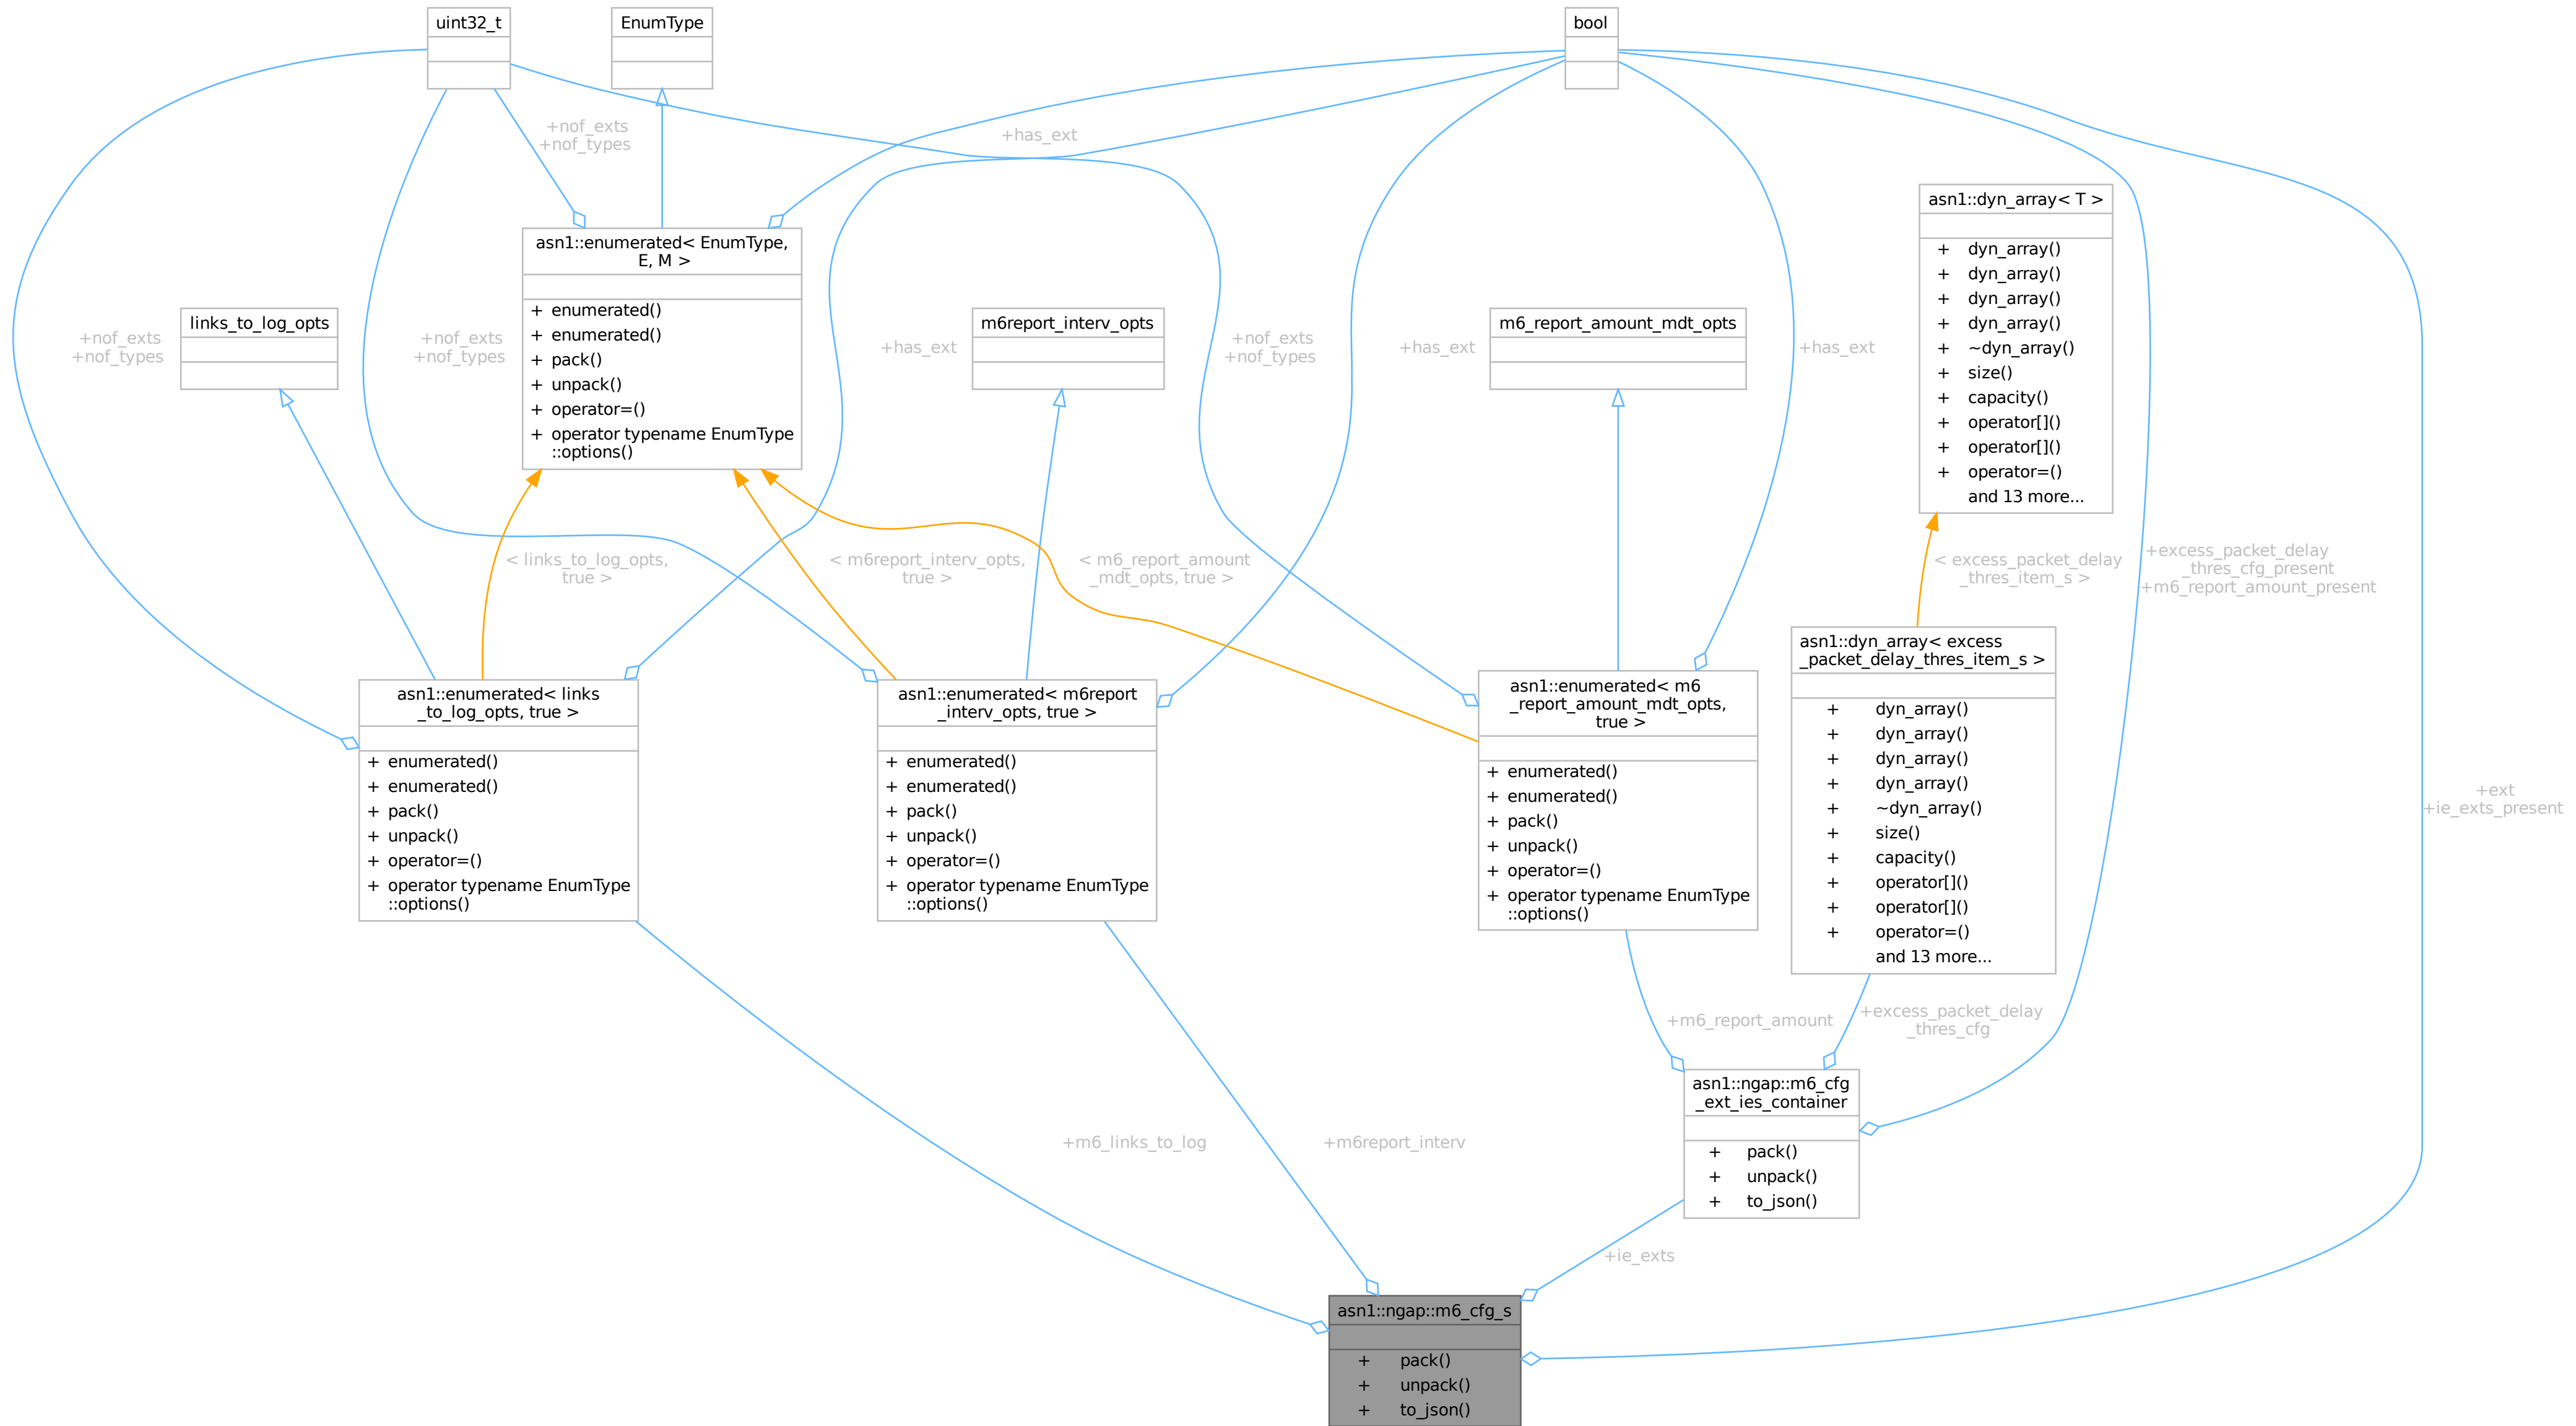 uint32_t
EnumType
bool
+nof_exts
+nof_types
+has_ext
asn1::dyn_array< T >
+ dyn_array()
+ dyn_array()
+ dyn_array()
+ dyn_array()
+ ~dyn_array()
+ size()
+ capacity()
+ operator[]()
+ operator[]()
+ operator=()
and 13 more...
asn1::enumerated< EnumType,
E, M >
+ enumerated()
+ enumerated()
+ pack()
+ unpack()
+ operator=()
+ operator typename EnumType
::options()
links_to_log_opts
m6report_interv_opts
m6_report_amount_mdt_opts
+nof_exts
+nof_types
+nof_exts
+nof_types
+has_ext
+nof_exts
+nof_types
+has_ext
+has_ext
< links_to_log_opts,
true >
< m6report_interv_opts,
true >
< m6_report_amount
_mdt_opts, true >
< excess_packet_delay
_thres_item_s >
+excess_packet_delay
_thres_cfg_present
+m6_report_amount_present
asn1::enumerated< links
_to_log_opts, true >
+ enumerated()
+ enumerated()
+ pack()
+ unpack()
+ operator=()
+ operator typename EnumType
::options()
asn1::enumerated< m6report
_interv_opts, true >
+ enumerated()
+ enumerated()
+ pack()
+ unpack()
+ operator=()
+ operator typename EnumType
::options()
asn1::enumerated< m6
_report_amount_mdt_opts,
true >
+ enumerated()
+ enumerated()
+ pack()
+ unpack()
+ operator=()
+ operator typename EnumType
::options()
asn1::dyn_array< excess
_packet_delay_thres_item_s >
+ dyn_array()
+ dyn_array()
+ dyn_array()
+ dyn_array()
+ ~dyn_array()
+ size()
+ capacity()
+ operator[]()
+ operator[]()
+ operator=()
and 13 more...
+ext
+ie_exts_present
+m6_report_amount
+excess_packet_delay
_thres_cfg
asn1::ngap::m6_cfg
_ext_ies_container
+ pack()
+ unpack()
+ to_json()
+m6_links_to_log
+m6report_interv
+ie_exts
asn1::ngap::m6_cfg_s
+ pack()
+ unpack()
+ to_json()